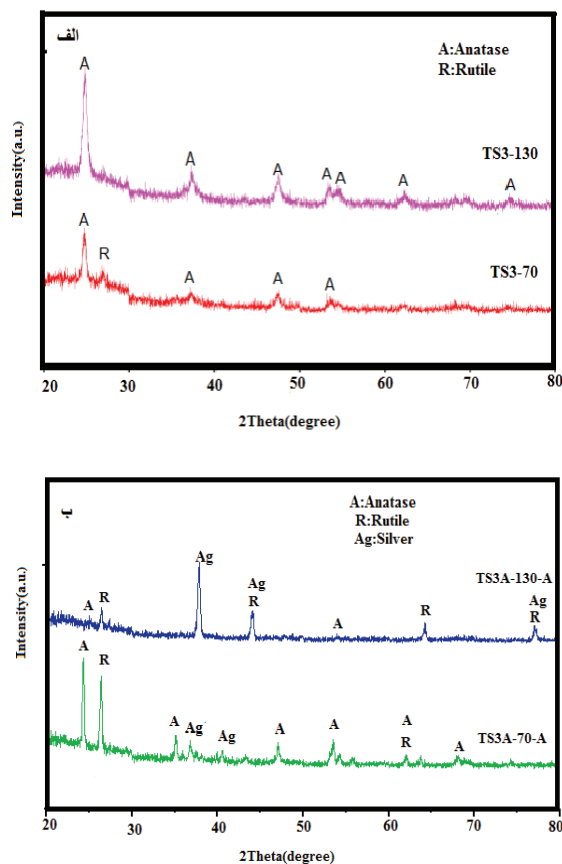 الف
A:Anatase
R:Rutile
A
A
A
A
A
A
A
TS3-130
A
R
A
A
A
TS3-70
Intensity(a.u.)
20 30 40 50 60 70 80
2Theta(degree)
A:Anatase
R:Rutile
Ag:Silver
A
R
Ag
Ag
R
A
R
Ag
R
TS3A-130-A
A
R
A
Ag
Ag
A
A
A
R
A
TS3A-70-A
Intensity(a.u.)
20 30 40 50 60 70 80
2Theta(degree)